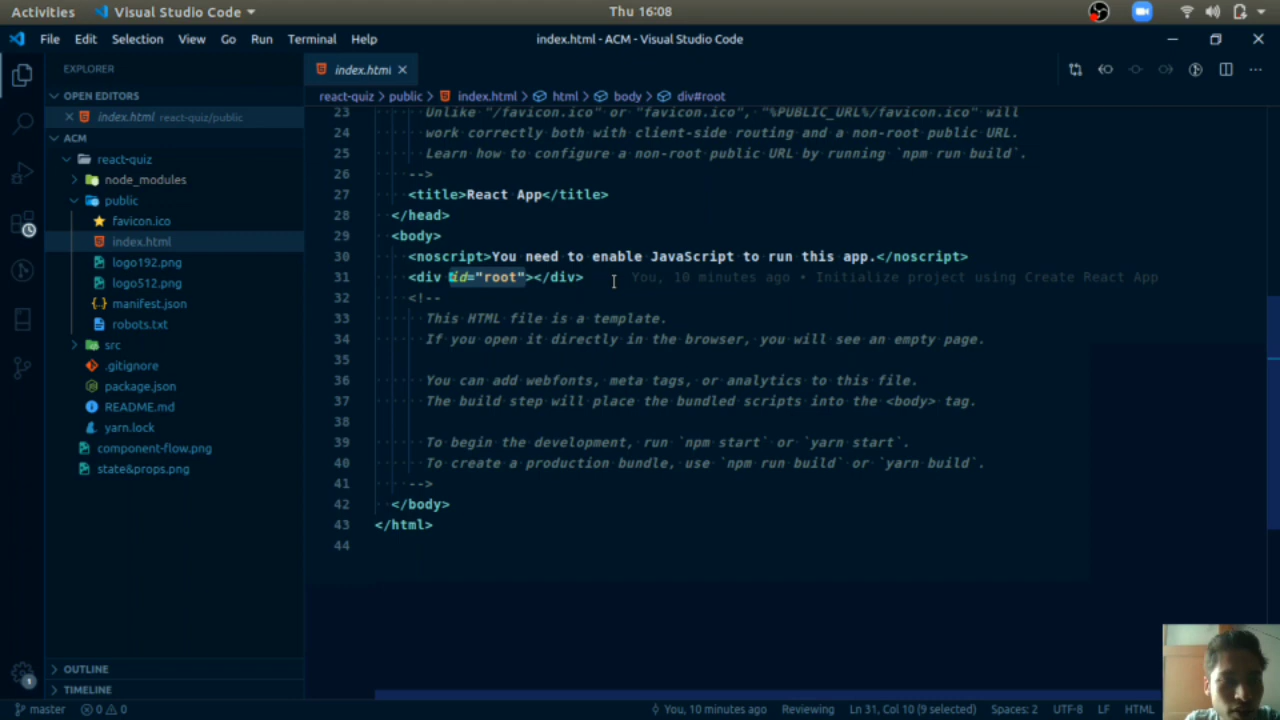 Activities Visual Studio Code Thu 16:08
File Edit Selection View Go Run Terminal Help index.html - ACM - Visual Studio Code
EXPLORER
index.html
OPEN EDITORS
index.html react-quiz/public
react-quiz > public > index.html > html > body > div#root
ACM
react-quiz
node_modules
public
favicon.ico
index.html
logo192.png
logo512.png
manifest.json
robots.txt
src
.gitignore
package.json
README.md
yarn.lock
component-flow.png
state&props.png
OUTLINE
TIMELINE
23 Unlike "/favicon.ico" or "favicon.ico", "%PUBLIC_URL%/favicon.ico" will
24 work correctly both with client-side routing and a non-root public URL.
25 Learn how to configure a non-root public URL by running `npm run build`.
26 -->
27 <title>React App</title>
28 </head>
29 <body>
30 <noscript>You need to enable JavaScript to run this app.</noscript>
31 <div id="root"></div> You, 10 minutes ago • Initialize project using Create React App
32 <!--
33 This HTML file is a template.
34 If you open it directly in the browser, you will see an empty page.
35
36 You can add webfonts, meta tags, or analytics to this file.
37 The build step will place the bundled scripts into the <body> tag.
38
39 To begin the development, run `npm start` or `yarn start`.
40 To create a production bundle, use `npm run build` or `yarn build`.
41 -->
42 </body>
43 </html>
44
1
master 0 0 You, 10 minutes ago Reviewing Ln 31, Col 10 (9 selected) Spaces: 2 UTF-8 LF HTML